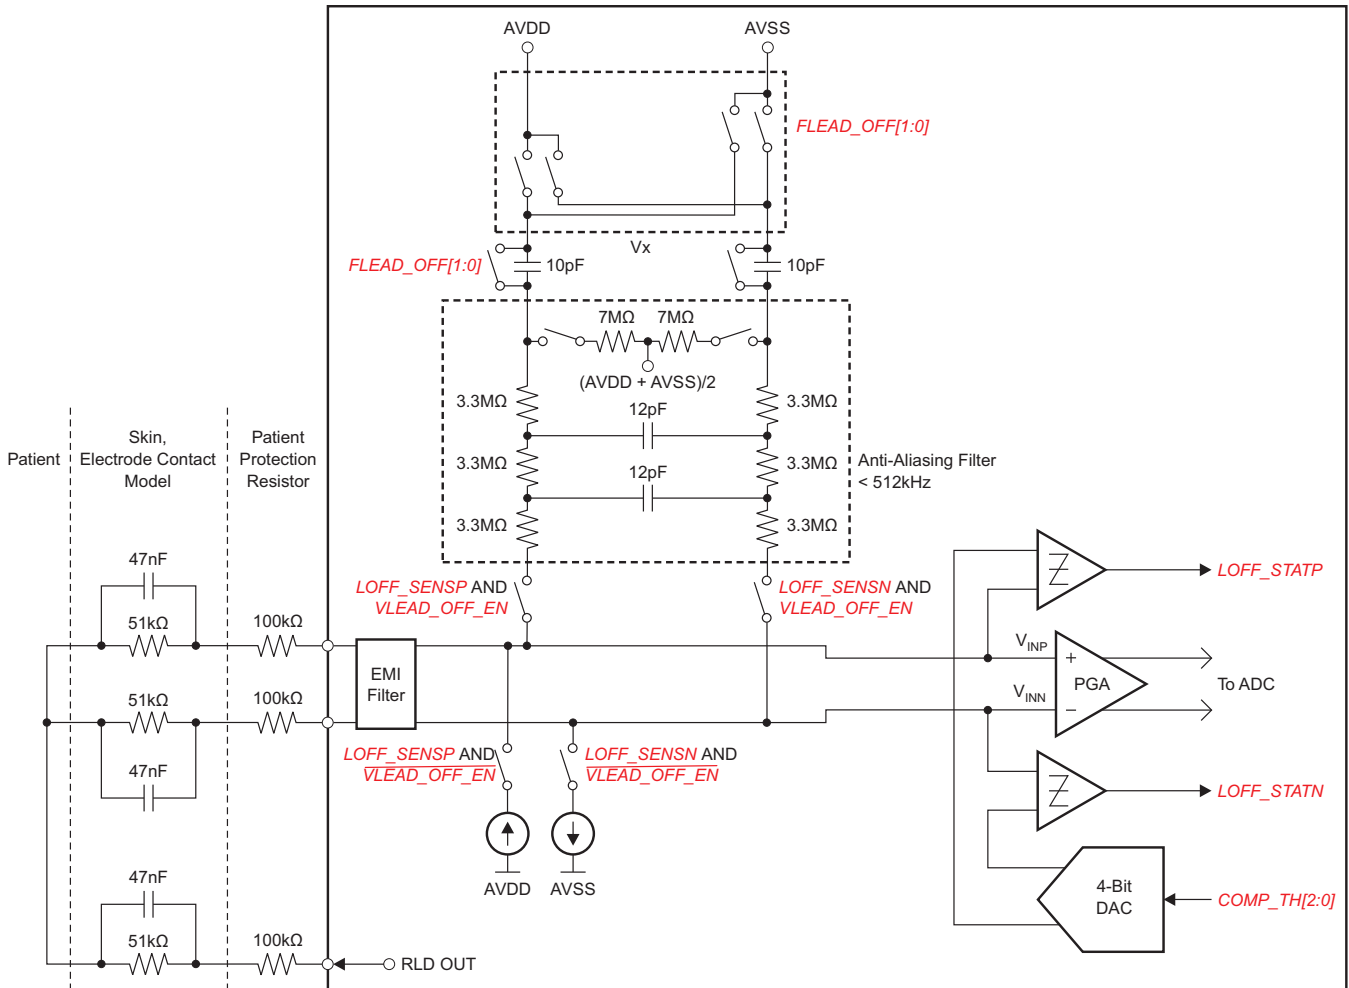 AVDD
AVSS
FLEAD_OFF[1:0]
Vx
FLEAD_OFF[1:0]
10pF
10pF
7MΩ
7MΩ
(AVDD + AVSS)/2
3.3MΩ
12pF
3.3MΩ
3.3MΩ
12pF
3.3MΩ
3.3MΩ
3.3MΩ
Anti-Aliasing Filter
< 512kHz
Patient
Skin,
Electrode Contact
Model
Patient
Protection
Resistor
LOFF_SENSP AND
VLEAD_OFF_EN
LOFF_SENSN AND
VLEAD_OFF_EN
47nF
51kΩ
100kΩ
51kΩ
100kΩ
47nF
EMI
Filter
LOFF_SENSP AND
VLEAD_OFF_EN
LOFF_SENSN AND
VLEAD_OFF_EN
AVDD
AVSS
47nF
51kΩ
100kΩ
RLD OUT
LOFF_STATP
VINP
+
PGA
To ADC
VINN
−
LOFF_STATN
4-Bit
DAC
COMP_TH[2:0]